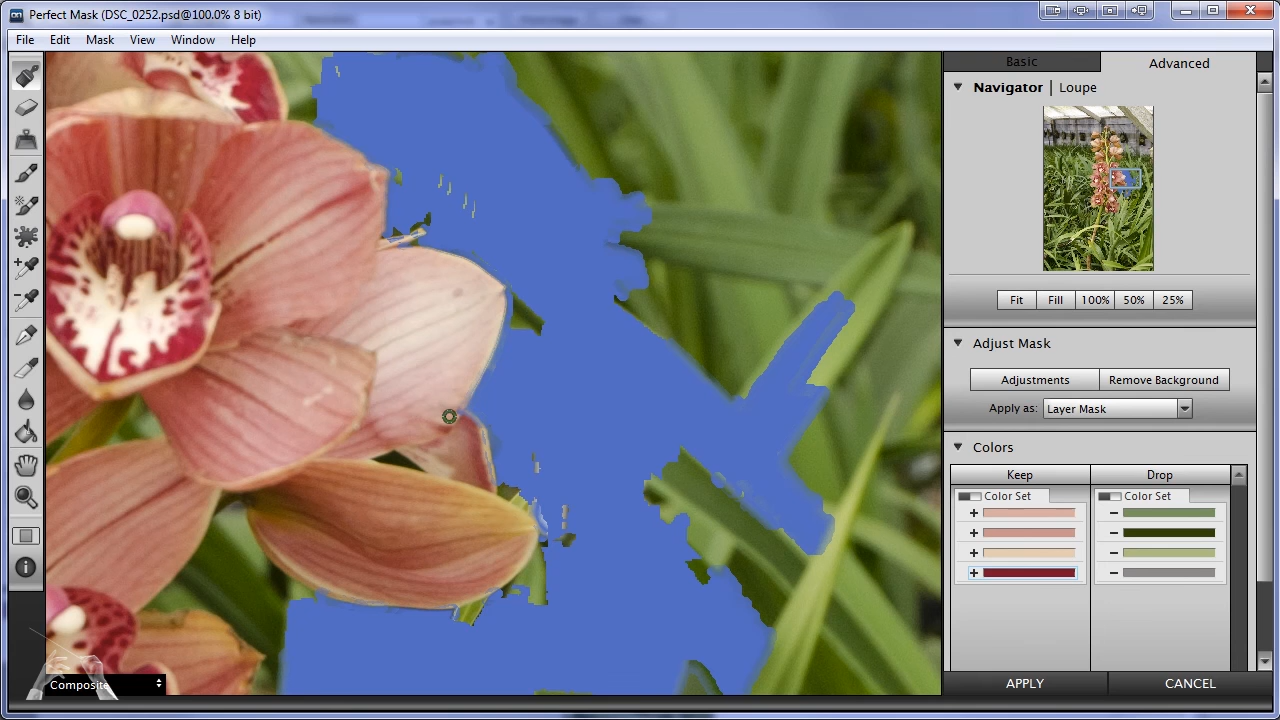 on Perfect Mask (DSC_0252.psd@100.0% 8 bit)
File Edit Mask View Window Help
Basic Advanced
Navigator | Loupe
Fit Fill 100% 50% 25%
Adjust Mask
Adjustments Remove Background
Apply as: Layer Mask
Colors
Keep Drop
Color Set Color Set
Composite
APPLY CANCEL